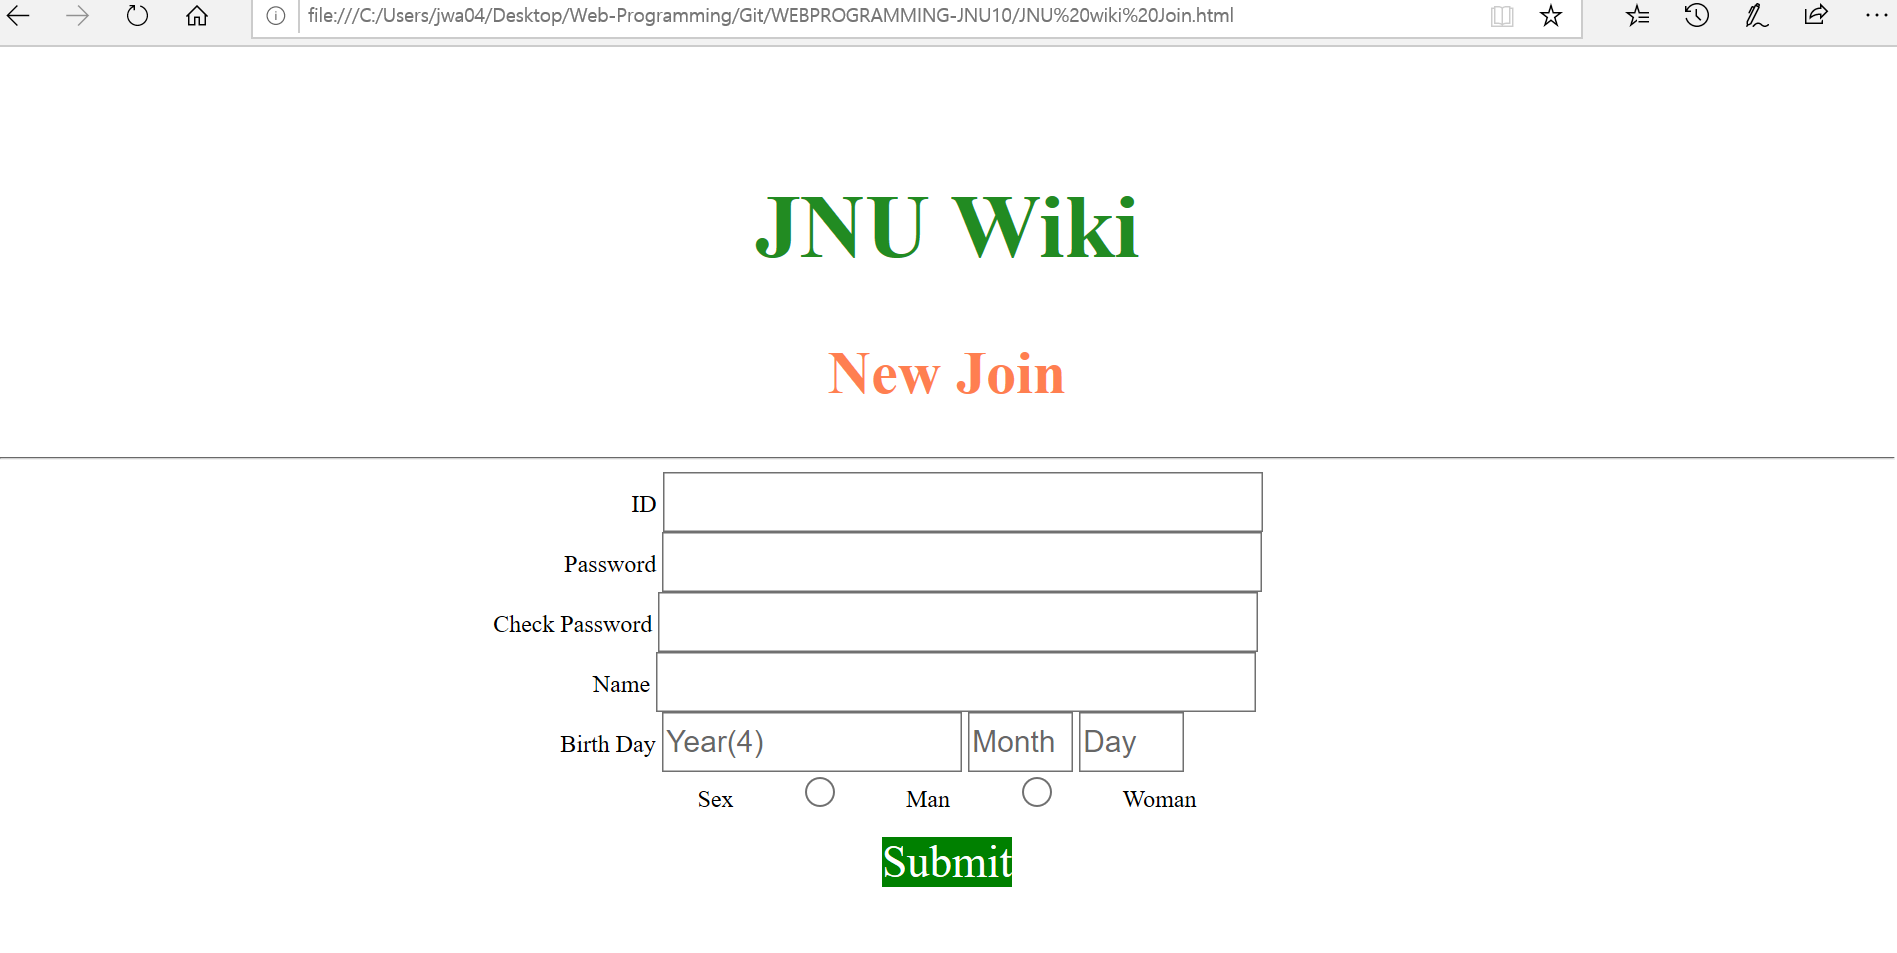 file:///C:/Users/jwa04/Desktop/Web-Programming/Git/WEBPROGRAMMING-JNU10/JNU%20wiki%20Join.html
JNU Wiki
New Join
ID
Password
Check Password
Name
Birth Day Year(4) Month Day
Sex Man Woman
Submit